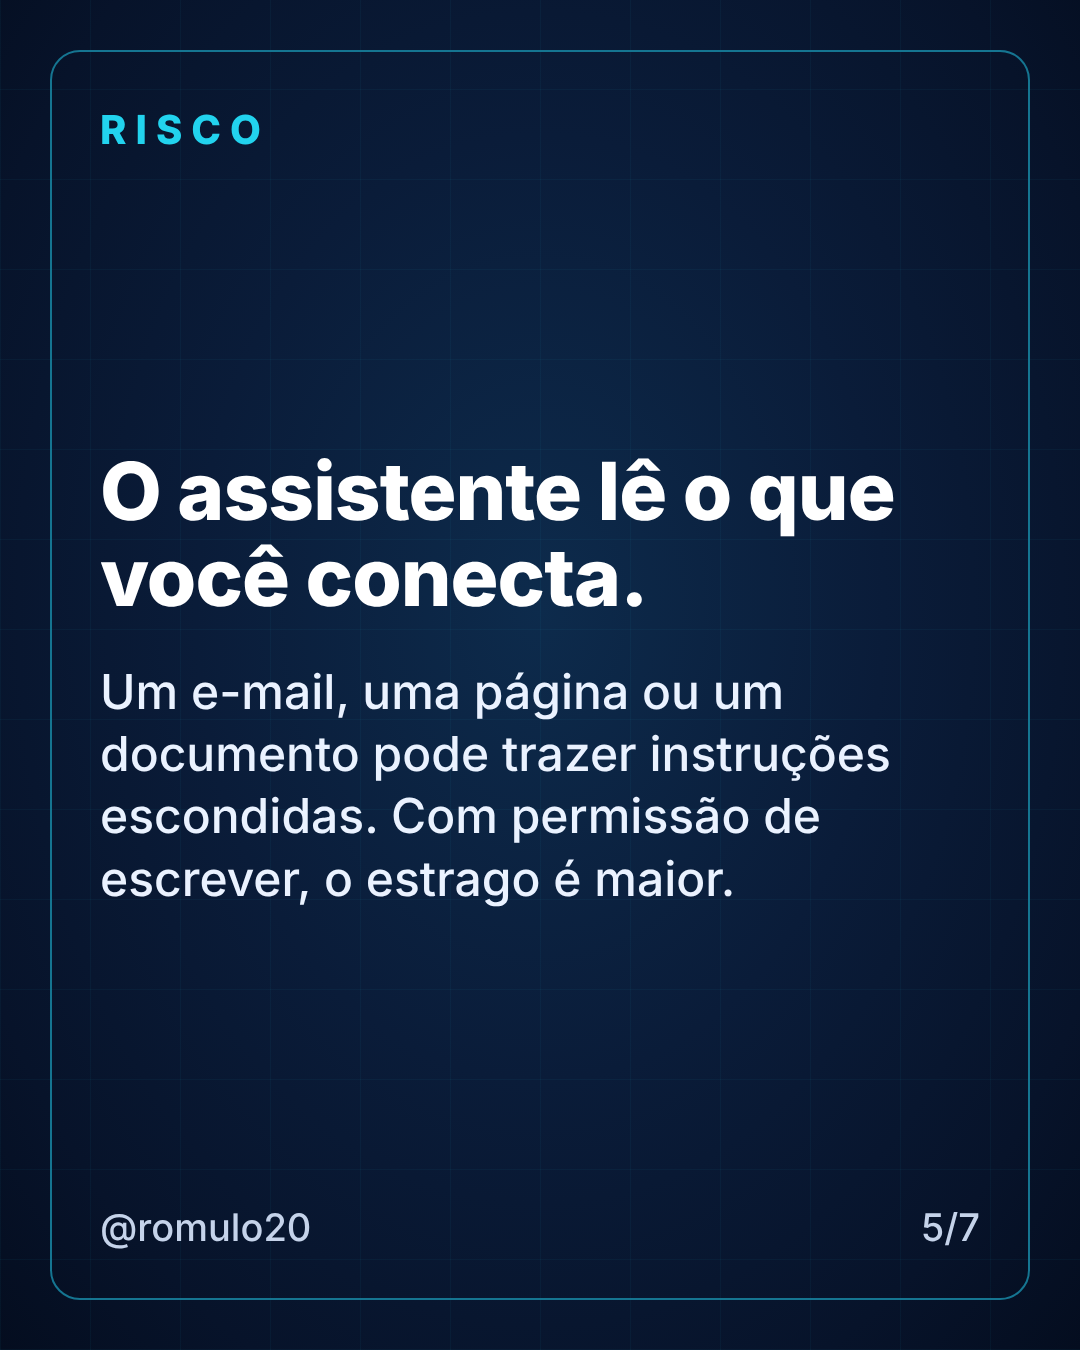 RISCO
O assistente lê o que
você conecta.
Um e-mail, uma página ou um
documento pode trazer instruções
escondidas. Com permissão de
escrever, o estrago é maior.
@romulo20
5/7